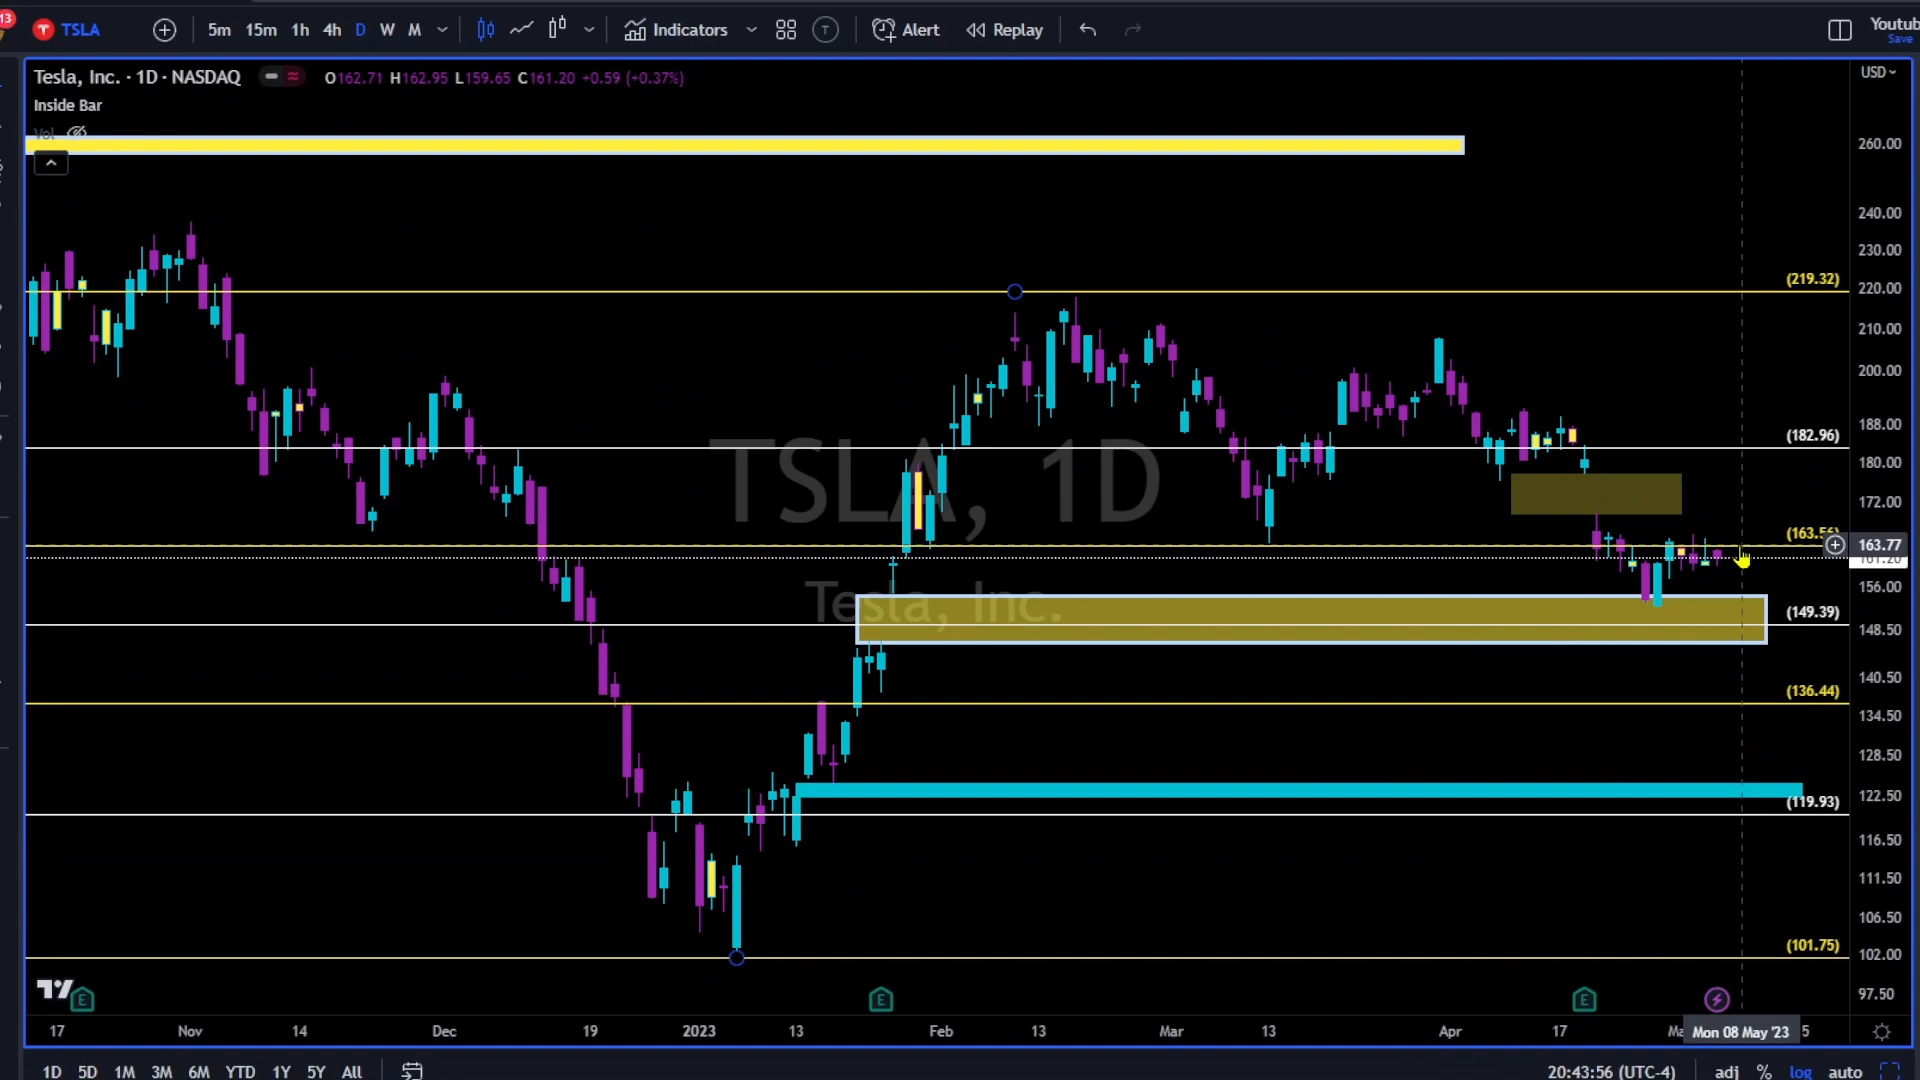 13
TSLA 5m 15m 1h 4h D W M Indicators T Alert Replay Youtub
Save
Tesla, Inc. · 1D · NASDAQ O162.71 H162.95 L159.65 C161.20 +0.59 (+0.37%) USD
Inside Bar
Vol
260.00
240.00
230.00
(219.32) 220.00
210.00
200.00
188.00
(182.96)
180.00
TSLA, 1D
172.00
(163.56)
163.77
161.20
156.00
Tesla, Inc.
(149.39)
148.50
140.50
(136.44)
134.50
128.50
122.50
(119.93)
116.50
111.50
106.50
(101.75)
102.00
97.50
E E E
17 Nov 14 Dec 19 2023 13 Feb 13 Mar 13 Apr 17 Mon 08 May '23 5
1D 5D 1M 3M 6M YTD 1Y 5Y All 20:43:56 (UTC-4) adj % log auto